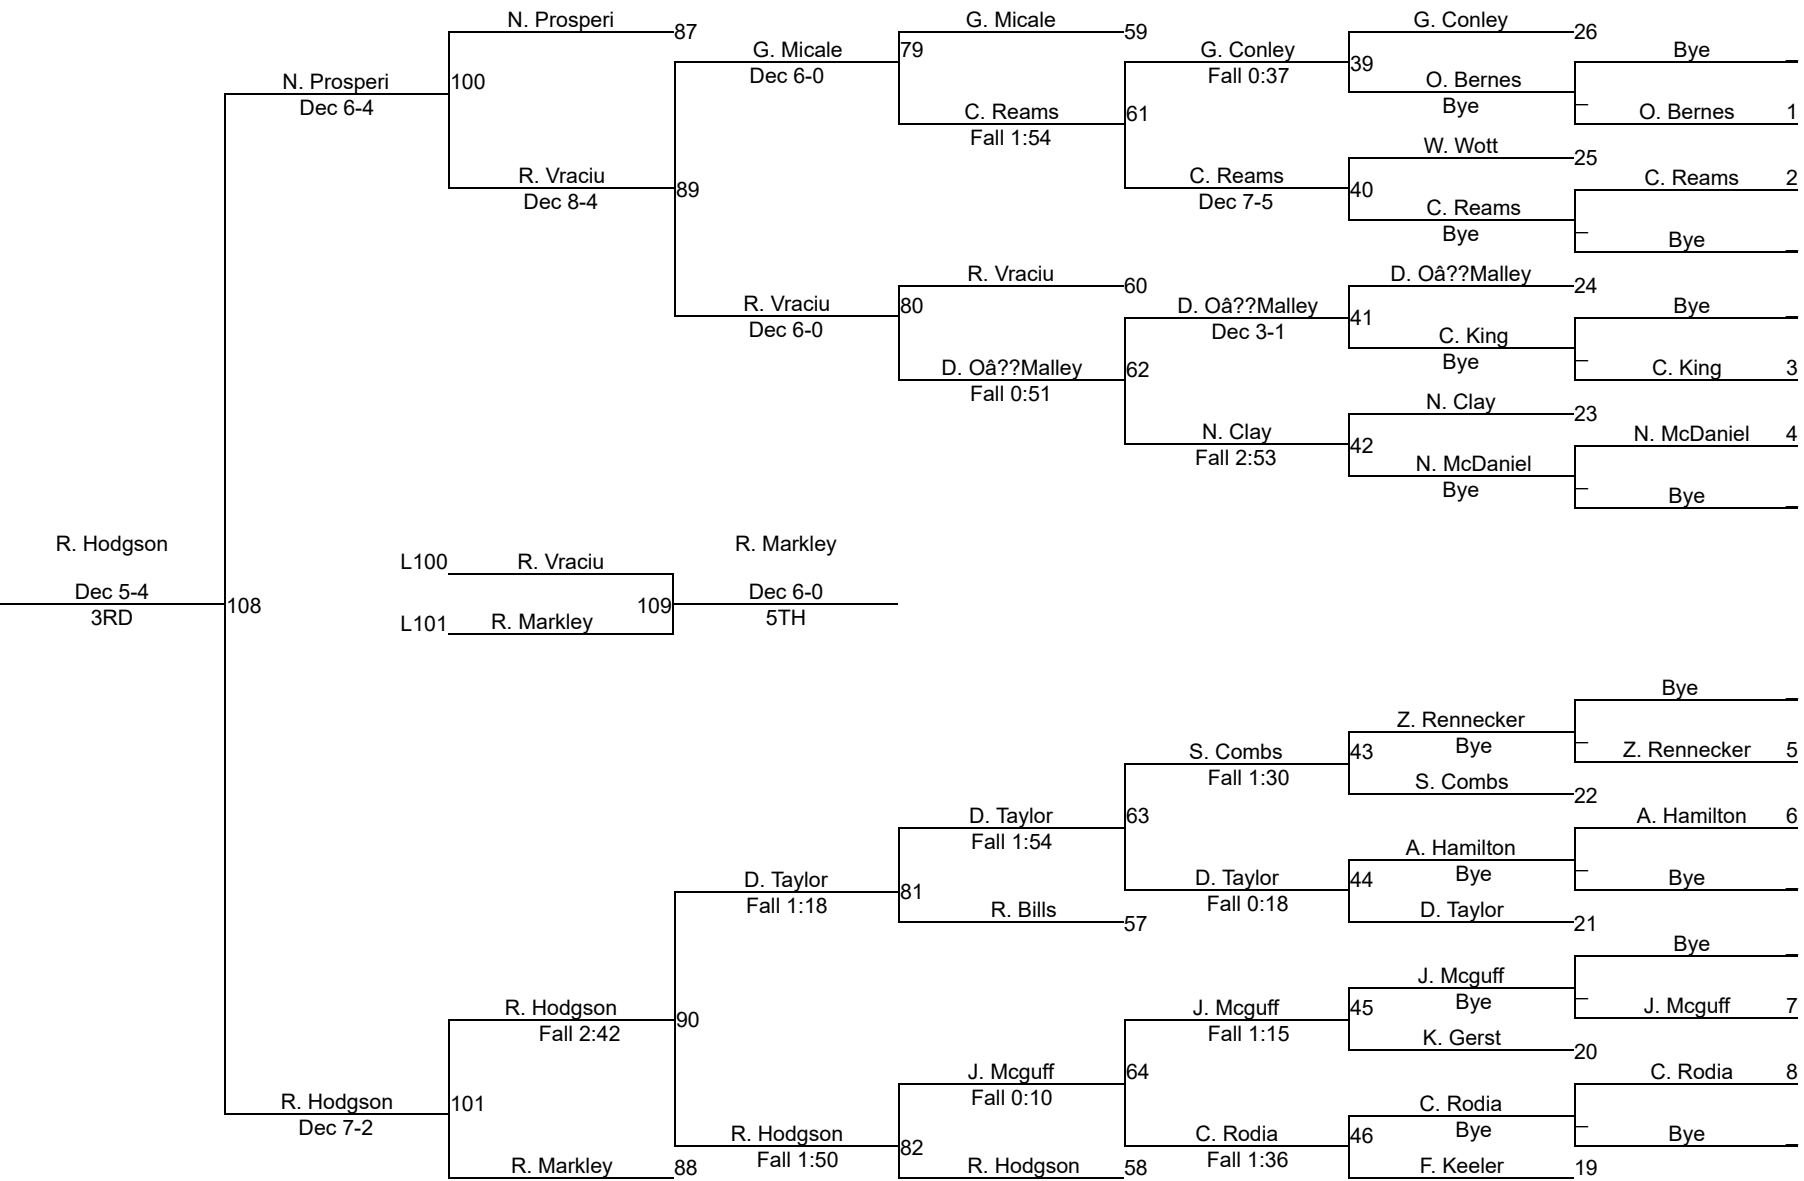 N. Prosperi 87
G. Micale 59
G. Conley 26
G. Micale 79
Dec 6-0
G. Conley 39
Fall 0:37
Bye _
O. Bernes
Bye
N. Prosperi 100
Dec 6-4
C. Reams 61
Fall 1:54
– O. Bernes 1
W. Wott 25
R. Vraciu 89
Dec 8-4
C. Reams 40
Dec 7-5
C. Reams 2
C. Reams
Bye
– Bye _
R. Vraciu 60
D. Oâ??Malley 24
R. Vraciu 80
Dec 6-0
D. Oâ??Malley 41
Dec 3-1
Bye _
C. King
Bye
D. Oâ??Malley 62
Fall 0:51
– C. King 3
N. Clay 23
N. Clay 42
Fall 2:53
N. McDaniel 4
N. McDaniel
Bye
– Bye _
R. Hodgson
Dec 5-4
3RD
108
L100 R. Vraciu
L101 R. Markley
109
R. Markley
Dec 6-0
5TH
Bye _
Z. Rennecker
Bye
S. Combs 43
Fall 1:30
– Z. Rennecker 5
S. Combs 22
D. Taylor 63
Fall 1:54
A. Hamilton 6
A. Hamilton
Bye
D. Taylor 81
Fall 1:18
D. Taylor 44
Fall 0:18
– Bye _
R. Bills 57
D. Taylor 21
Bye _
J. Mcguff
Bye
R. Hodgson 90
Fall 2:42
J. Mcguff 45
Fall 1:15
– J. Mcguff 7
K. Gerst 20
J. Mcguff 64
Fall 0:10
C. Rodia 8
R. Hodgson 101
Dec 7-2
C. Rodia
Bye
R. Hodgson 82
Fall 1:50
C. Rodia 46
Fall 1:36
– Bye _
R. Markley 88
R. Hodgson 58
F. Keeler 19